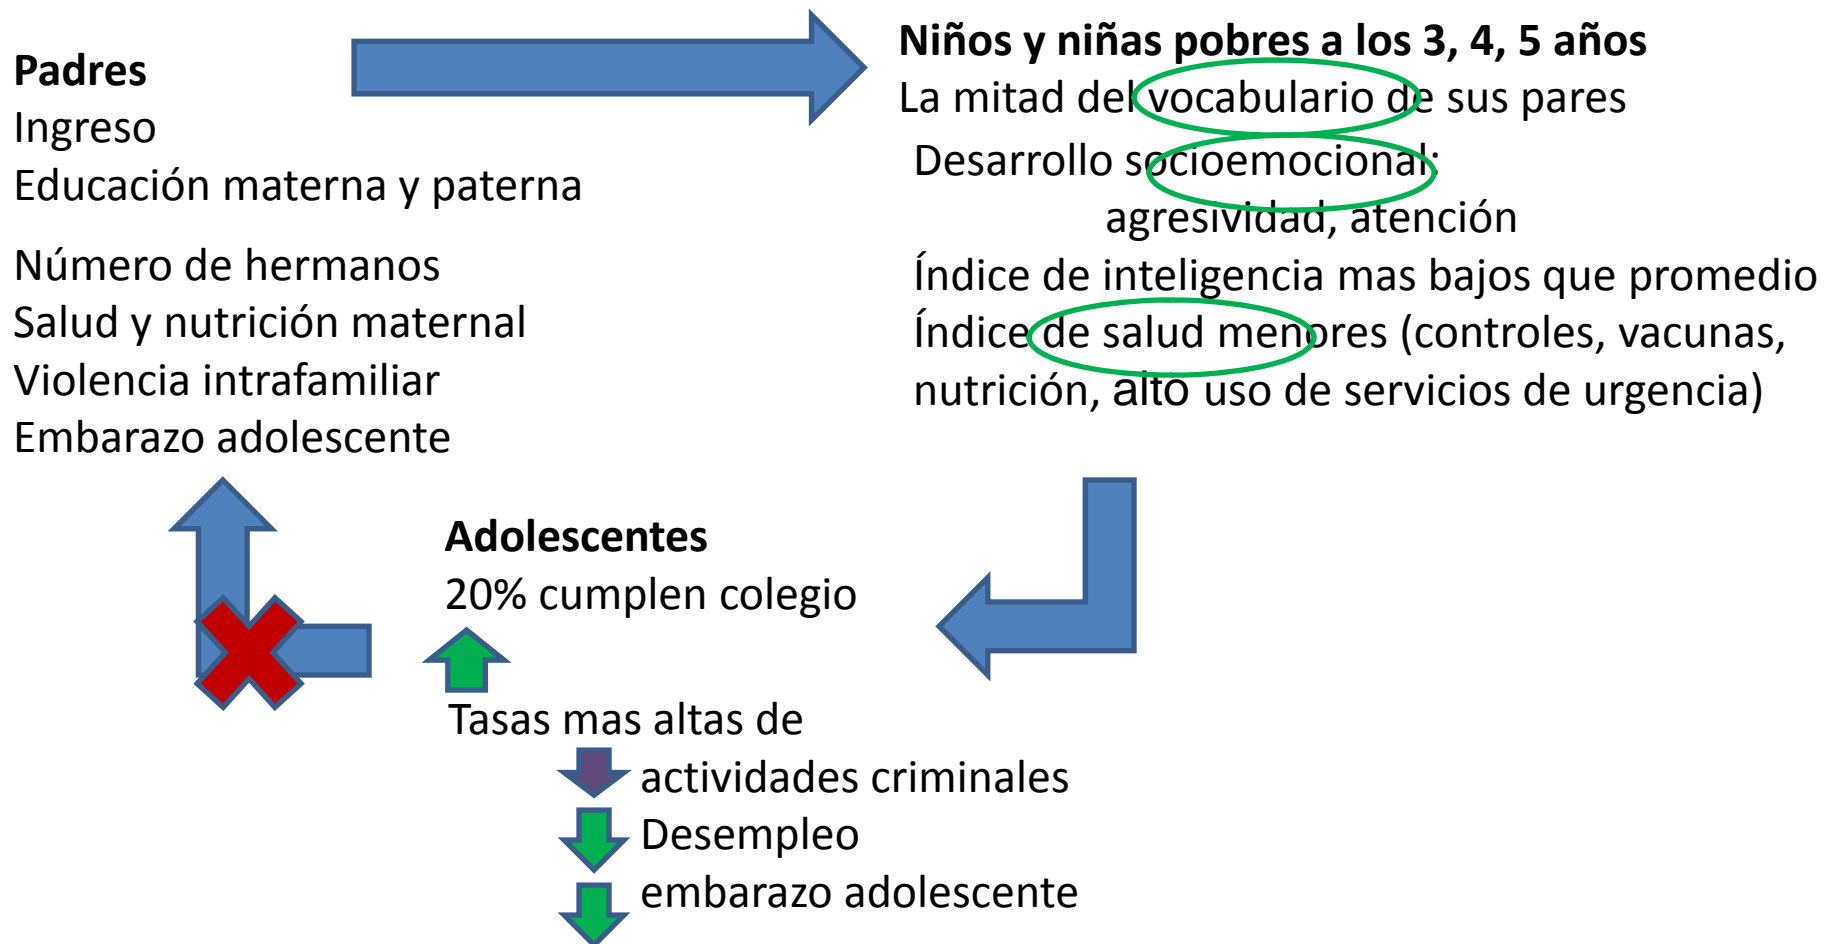 Padres
Ingreso
Educación materna y paterna
Número de hermanos
Salud y nutrición maternal
Violencia intrafamiliar
Embarazo adolescente
Niños y niñas pobres a los 3, 4, 5 años
La mitad del vocabulario de sus pares
Desarrollo socioemocional:
agresividad, atención
Índice de inteligencia mas bajos que promedio
Índice de salud menores (controles, vacunas,
nutrición, alto uso de servicios de urgencia)
Adolescentes
20% cumplen colegio
Tasas mas altas de
actividades criminales
Desempleo
embarazo adolescente